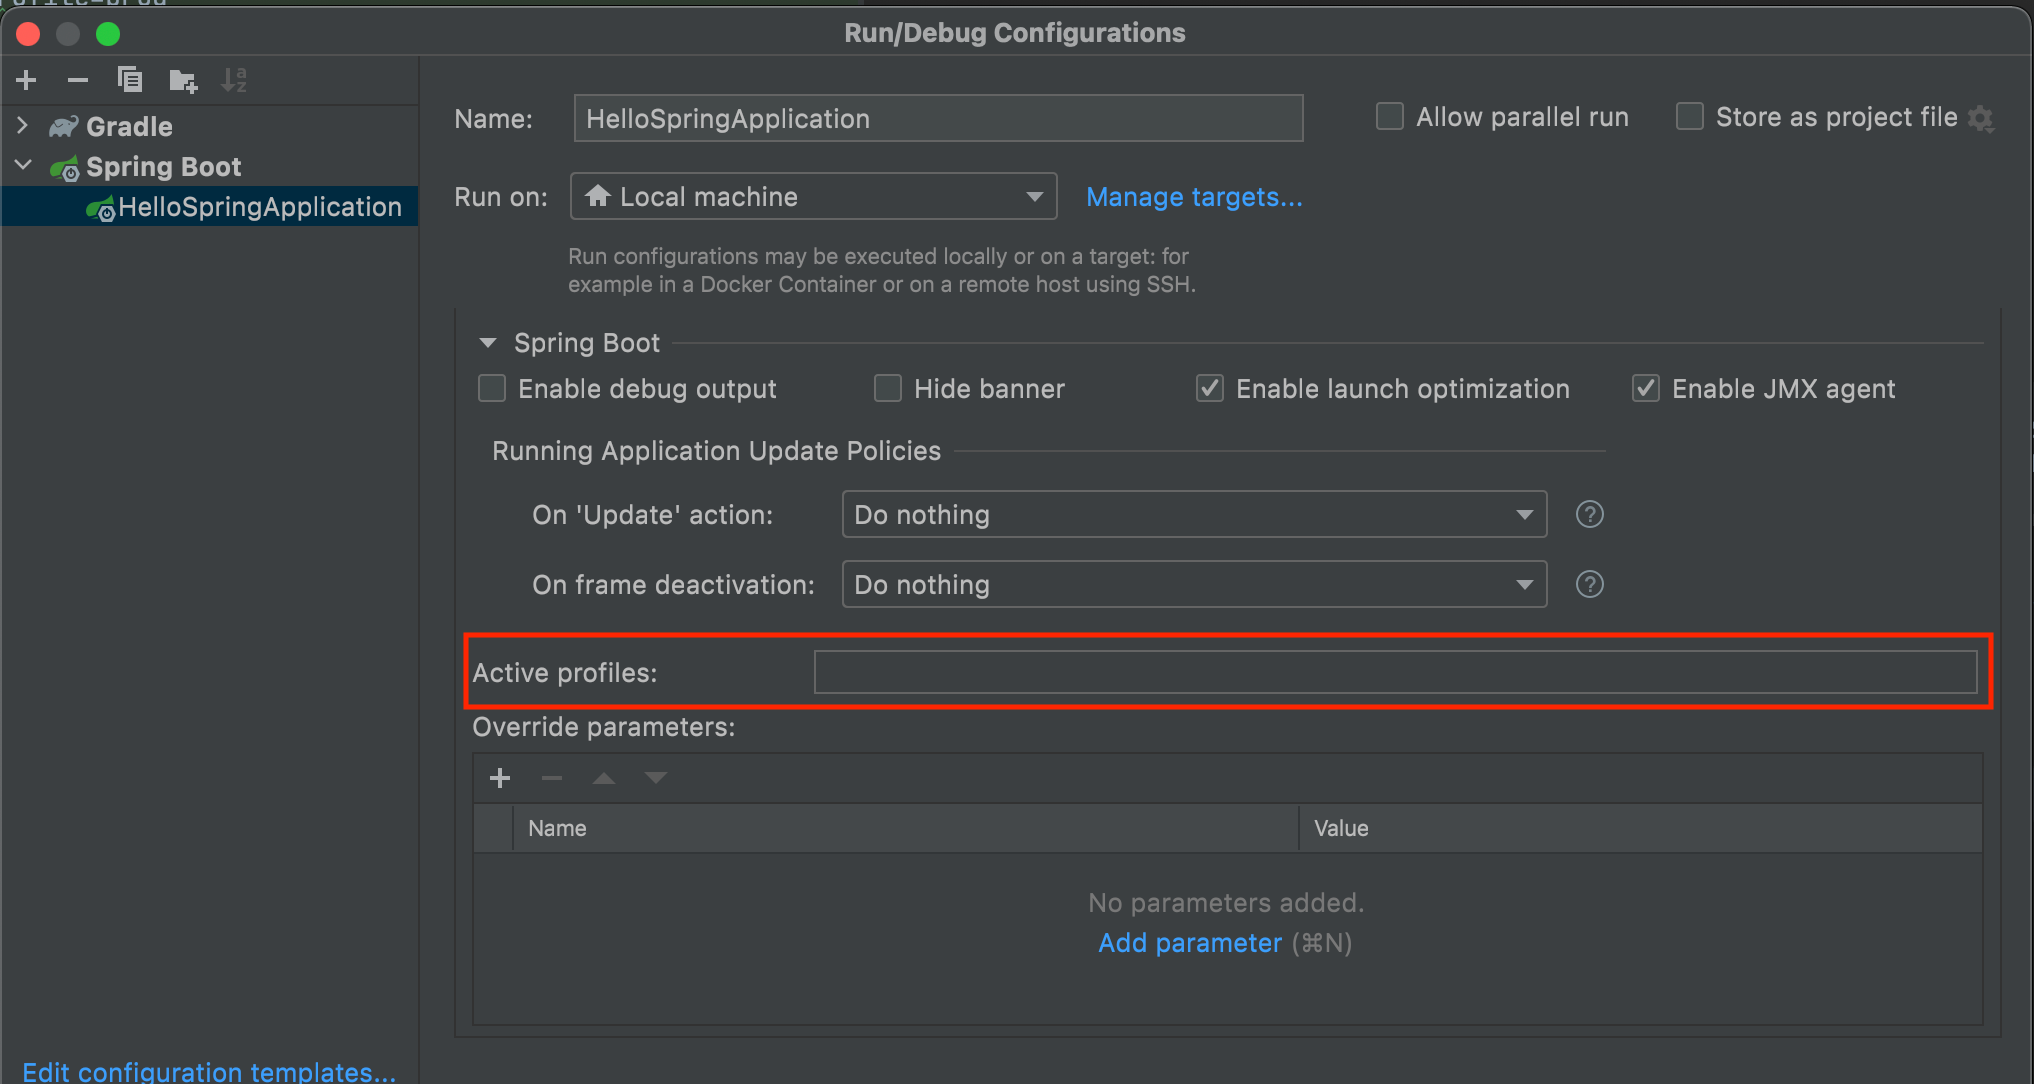 Run/Debug Configurations
Gradle
Spring Boot
HelloSpringApplication
Edit configuration templates...
Name: HelloSpringApplication
Allow parallel run
Store as project file
Run on: Local machine
Manage targets...
Run configurations may be executed locally or on a target: for
example in a Docker Container or on a remote host using SSH.
Spring Boot
Enable debug output
Hide banner
Enable launch optimization
Enable JMX agent
Running Application Update Policies
On 'Update' action: Do nothing
On frame deactivation: Do nothing
Active profiles:
Override parameters:
Name
Value
No parameters added.
Add parameter (⌘N)